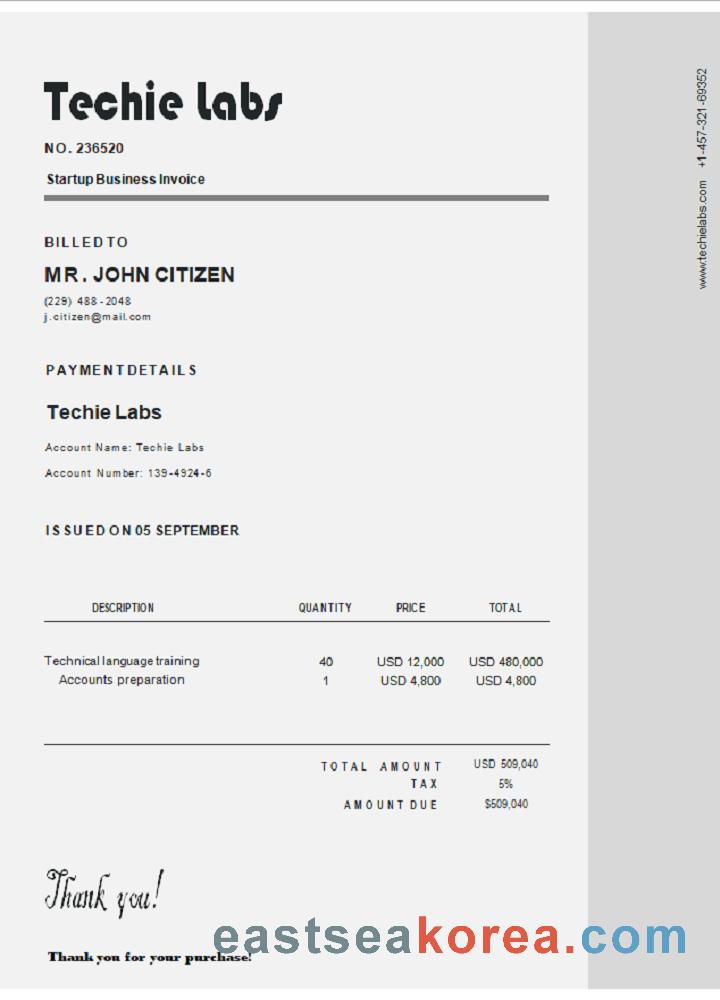 Techie Labs
NO. 236520
Startup Business Invoice
www.techielabs.com +1-457-321-69352
BILLED TO
MR. JOHN CITIZEN
(229) 488-2048
j.citizen@mail.com
PAYMENT DETAILS
Techie Labs
Account Name: Techie Labs
Account Number: 139-4924-6
ISSUED ON 05 SEPTEMBER
DESCRIPTION QUANTITY PRICE TOTAL
Technical language training 40 USD 12,000 USD 480,000
Accounts preparation 1 USD 4,800 USD 4,800
TOTAL AMOUNT USD 509,040
TAX 5%
AMOUNT DUE $509,040
Thank you!
eastseakorea.com
Thank you for your purchase!